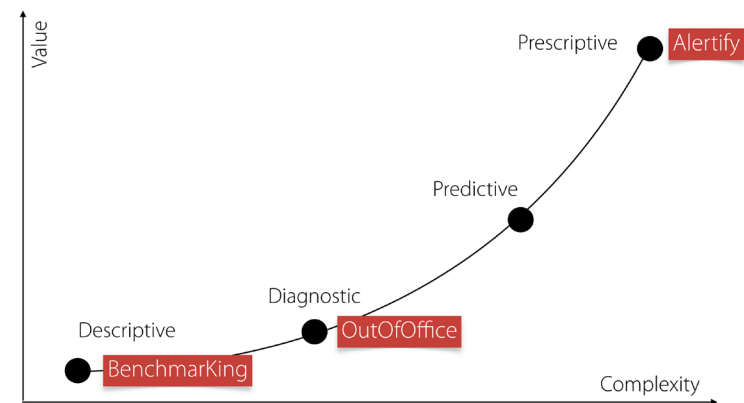 Value
Prescriptive
Alertify
Predictive
Diagnostic
OutOfOffice
Descriptive
BenchmarKing
Complexity